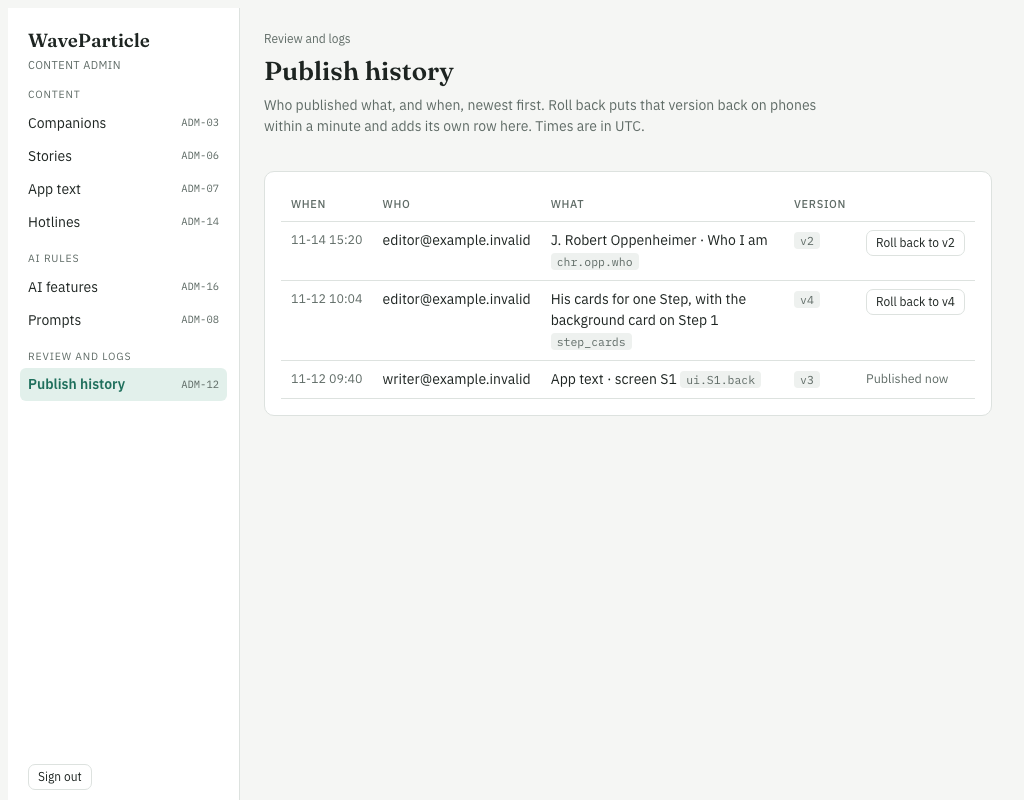 WaveParticle
CONTENT ADMIN
CONTENT
Companions ADM-03
Stories ADM-06
App text ADM-07
Hotlines ADM-14
AI RULES
AI features ADM-16
Prompts ADM-08
REVIEW AND LOGS
Publish history ADM-12
Sign out
Review and logs
Publish history
Who published what, and when, newest first. Roll back puts that version back on phones
within a minute and adds its own row here. Times are in UTC.
WHEN WHO WHAT VERSION
11-14 15:20 editor@example.invalid J. Robert Oppenheimer · Who I am v2 Roll back to v2
chr.opp.who
11-12 10:04 editor@example.invalid His cards for one Step, with the v4 Roll back to v4
background card on Step 1
step_cards
11-12 09:40 writer@example.invalid App text · screen S1 ui.S1.back v3 Published now